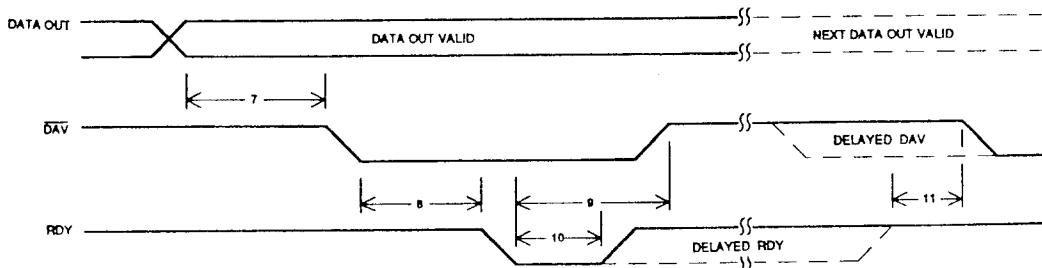 DATA OUT
DATA OUT VALID
NEXT DATA OUT VALID
7
DAV
DELAYED DAV
8
9
11
RDY
10
DELAYED RDY